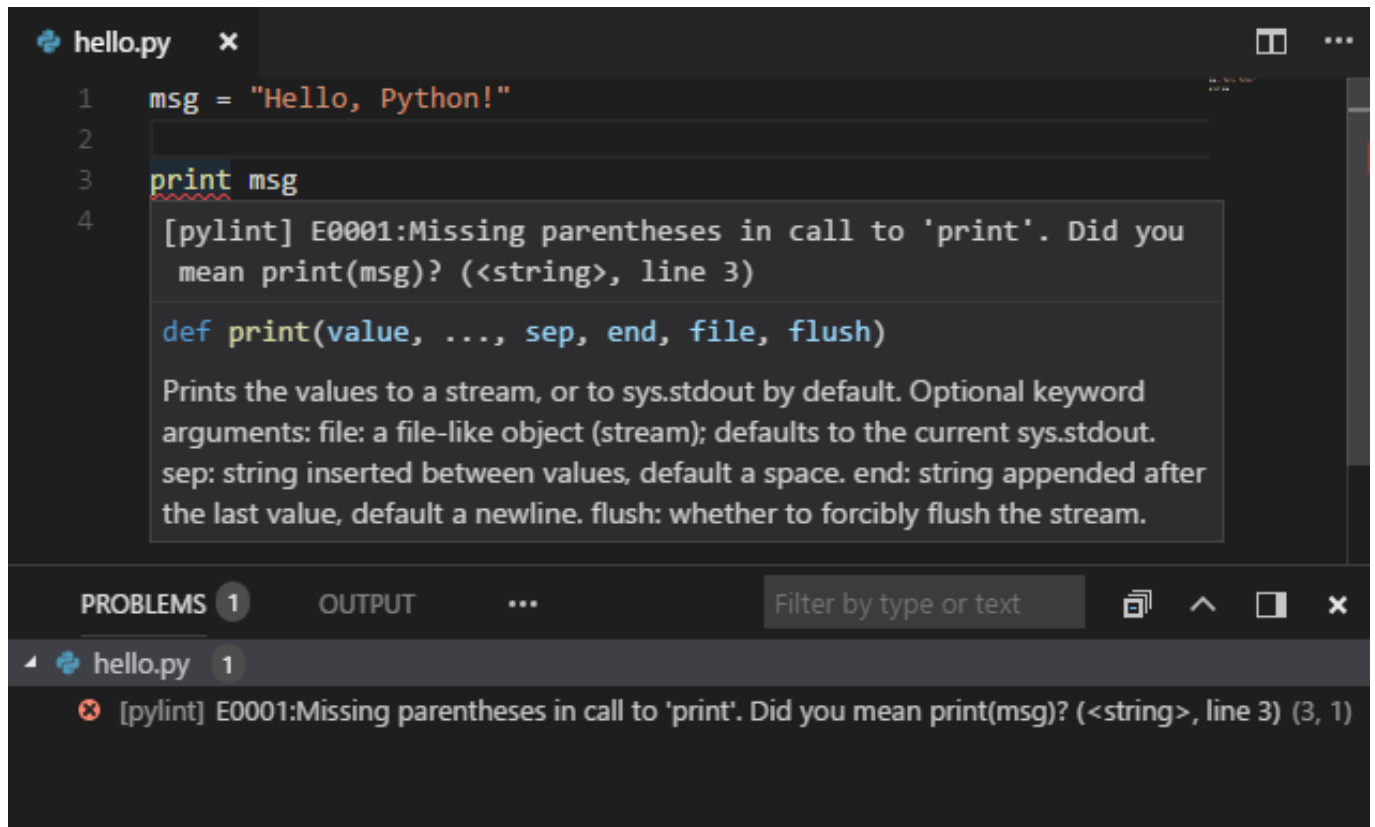 hello.py
1 msg = "Hello, Python!"
2
3 print msg
4
[pylint] E0001:Missing parentheses in call to 'print'. Did you
mean print(msg)? (<string>, line 3)
def print(value, ..., sep, end, file, flush)
Prints the values to a stream, or to sys.stdout by default. Optional keyword
arguments: file: a file-like object (stream); defaults to the current sys.stdout.
sep: string inserted between values, default a space. end: string appended after
the last value, default a newline. flush: whether to forcibly flush the stream.
PROBLEMS 1 OUTPUT ••• Filter by type or text
hello.py 1
[pylint] E0001:Missing parentheses in call to 'print'. Did you mean print(msg)? (<string>, line 3) (3, 1)